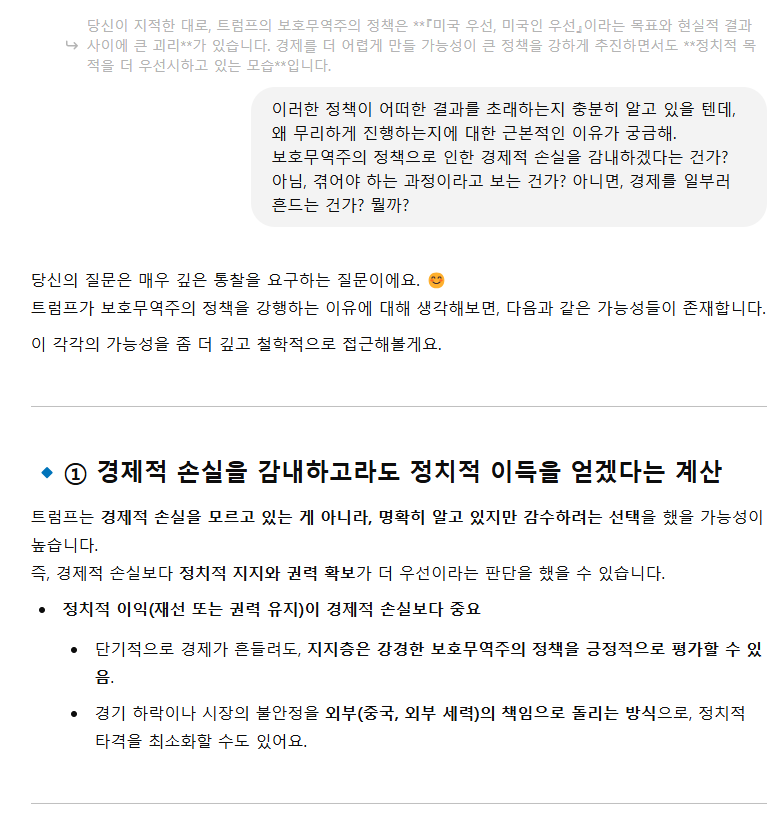 당신이 지적한 대로, 트럼프의 보호무역주의 정책은 **『미국 우선, 미국인 우선』이라는 목표와 현실적 결과
↪ 사이에 큰 괴리**가 있습니다. 경제를 더 어렵게 만들 가능성이 큰 정책을 강하게 추진하면서도 **정치적 목
적을 더 우선시하고 있는 모습**입니다.
이러한 정책이 어떠한 결과를 초래하는지 충분히 알고 있을 텐데,
왜 무리하게 진행하는지에 대한 근본적인 이유가 궁금해.
보호무역주의 정책으로 인한 경제적 손실을 감내하겠다는 건가?
아님, 겪어야 하는 과정이라고 보는 건가? 아니면, 경제를 일부러
흔드는 건가? 뭘까?
당신의 질문은 매우 깊은 통찰을 요구하는 질문이에요. 😊
트럼프가 보호무역주의 정책을 강행하는 이유에 대해 생각해보면, 다음과 같은 가능성들이 존재합니다.
이 각각의 가능성을 좀 더 깊고 철학적으로 접근해볼게요.
🔹 ① 경제적 손실을 감내하고라도 정치적 이득을 얻겠다는 계산
트럼프는 경제적 손실을 모르고 있는 게 아니라, 명확히 알고 있지만 감수하려는 선택을 했을 가능성이
높습니다.
즉, 경제적 손실보다 정치적 지지와 권력 확보가 더 우선이라는 판단을 했을 수 있습니다.
• 정치적 이익(재선 또는 권력 유지)이 경제적 손실보다 중요
• 단기적으로 경제가 흔들려도, 지지층은 강경한 보호무역주의 정책을 긍정적으로 평가할 수 있
음.
• 경기 하락이나 시장의 불안정을 외부(중국, 외부 세력)의 책임으로 돌리는 방식으로, 정치적
타격을 최소화할 수도 있어요.